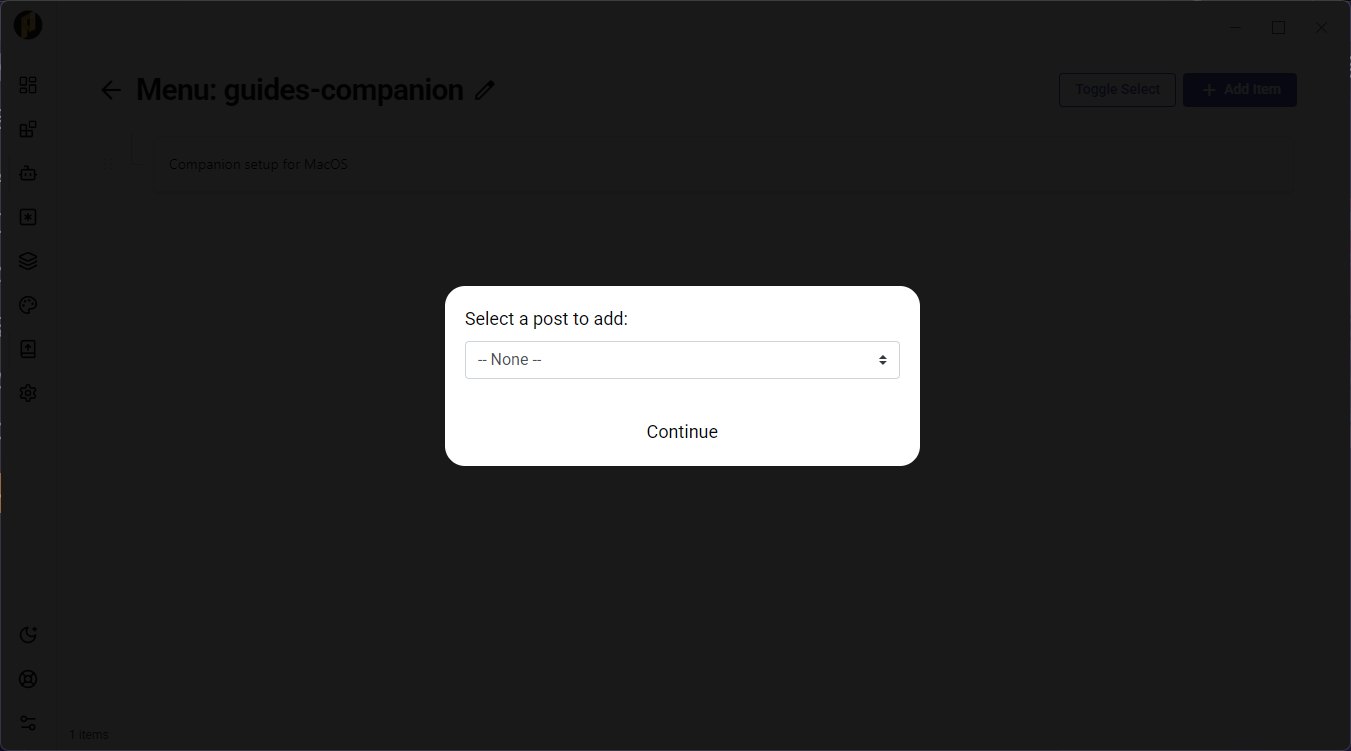 Menu: guides-companion
Toggle Select
Add Item
Companion setup for MacOS
Select a post to add:
-- None --
Continue
1 items